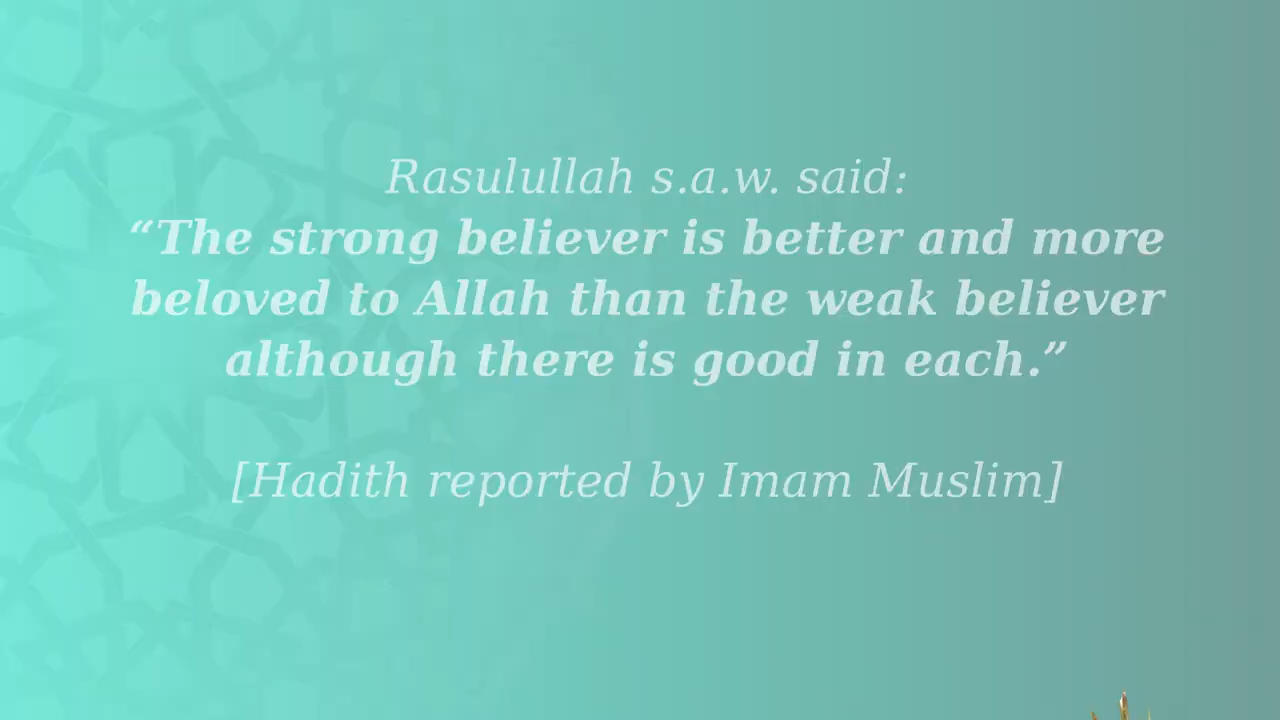 Rasulullah s.a.w. said:
“The strong believer is better and more
beloved to Allah than the weak believer
although there is good in each.”
[Hadith reported by Imam Muslim]